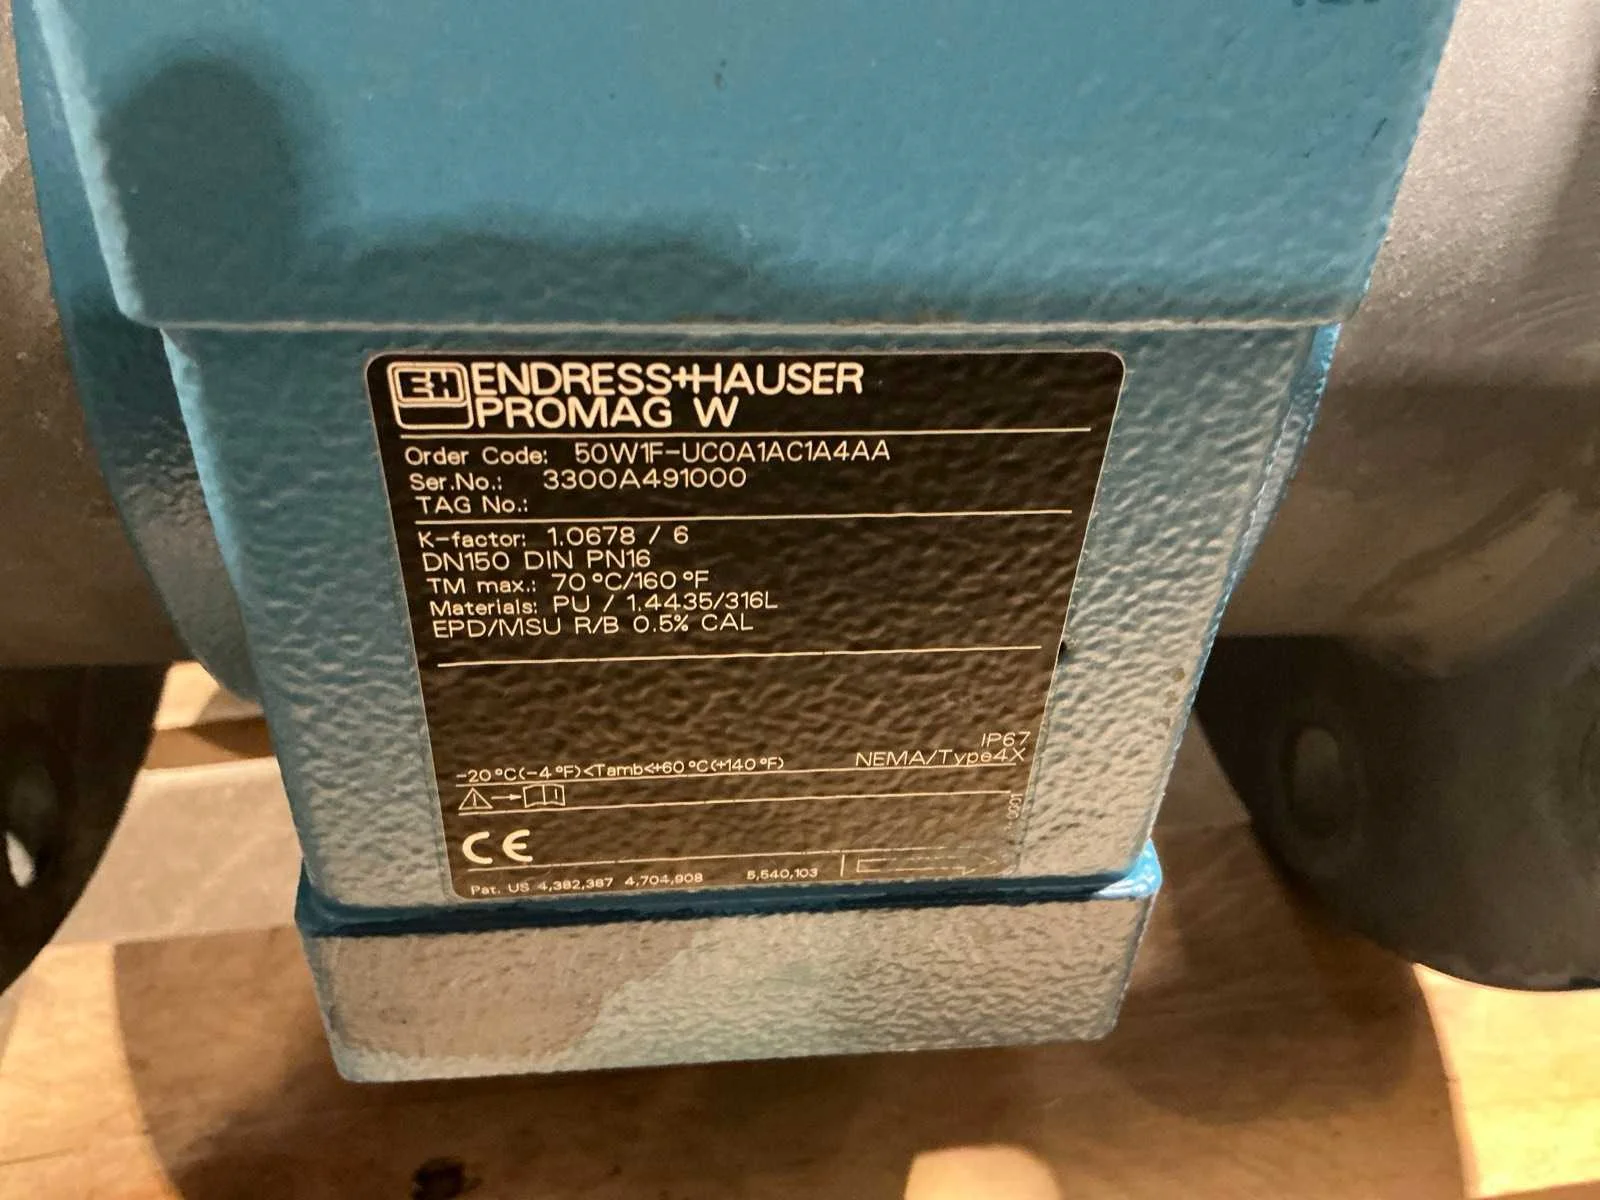 E+H ENDRESS+HAUSER
PROMAG W
Order Code: 50W1F-UC0A1AC1A4AA
Ser.No.: 3300A491000
TAG No.:
K-factor: 1.0678 / 6
DN150 DIN PN16
TM max.: 70°C/160°F
Materials: PU / 1.4435/316L
EPD/MSU R/B 0.5% CAL
IP67
-20°C(-4°F)<Tamb<+60°C(+140°F) NEMA/Type4X
CE
Pat. US 4,382,387 4,704,908 5,540,103